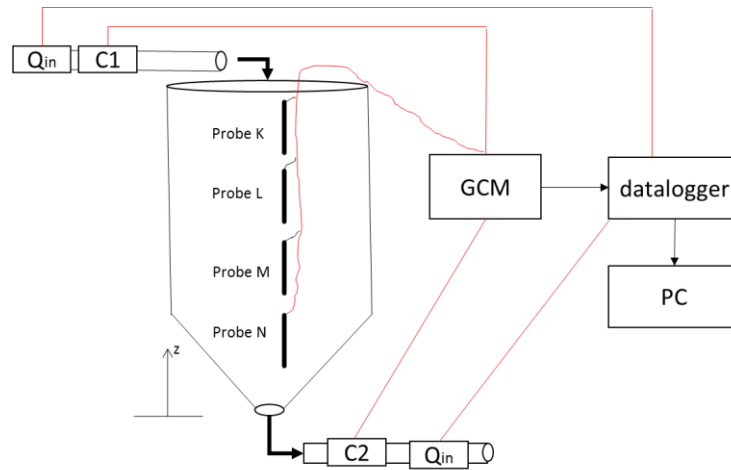 Qin
C1
Probe K
Probe L
GCM
datalogger
Probe M
PC
Probe N
z
C2
Qin